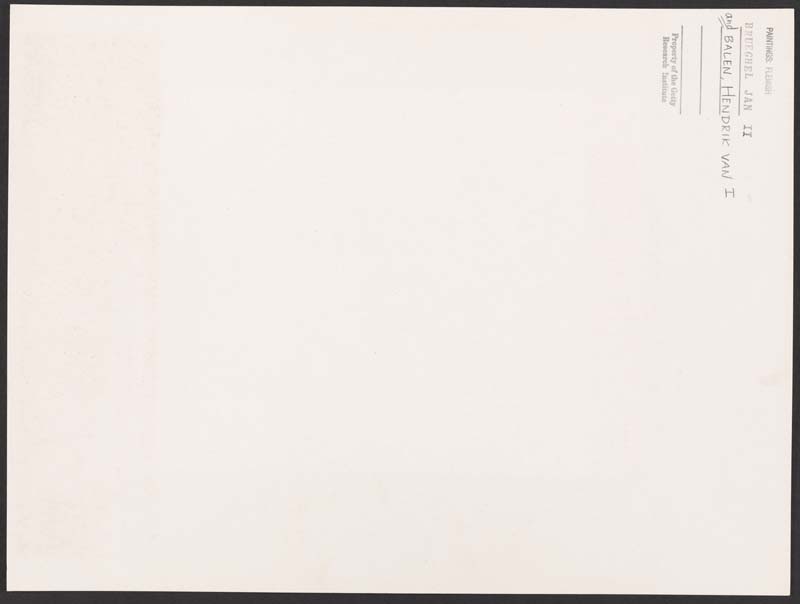 PAINTINGS: FLEMISH
BRUEGHEL JAN II
and BALEN, HENDRIK VAN I
Property of the Getty
Research Institute